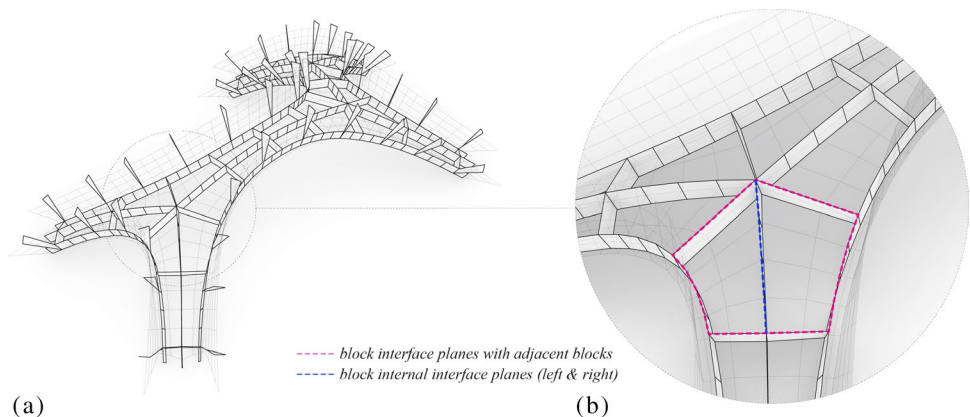 block interface planes with adjacent blocks
block internal interface planes (left & right)
(a)
(b)